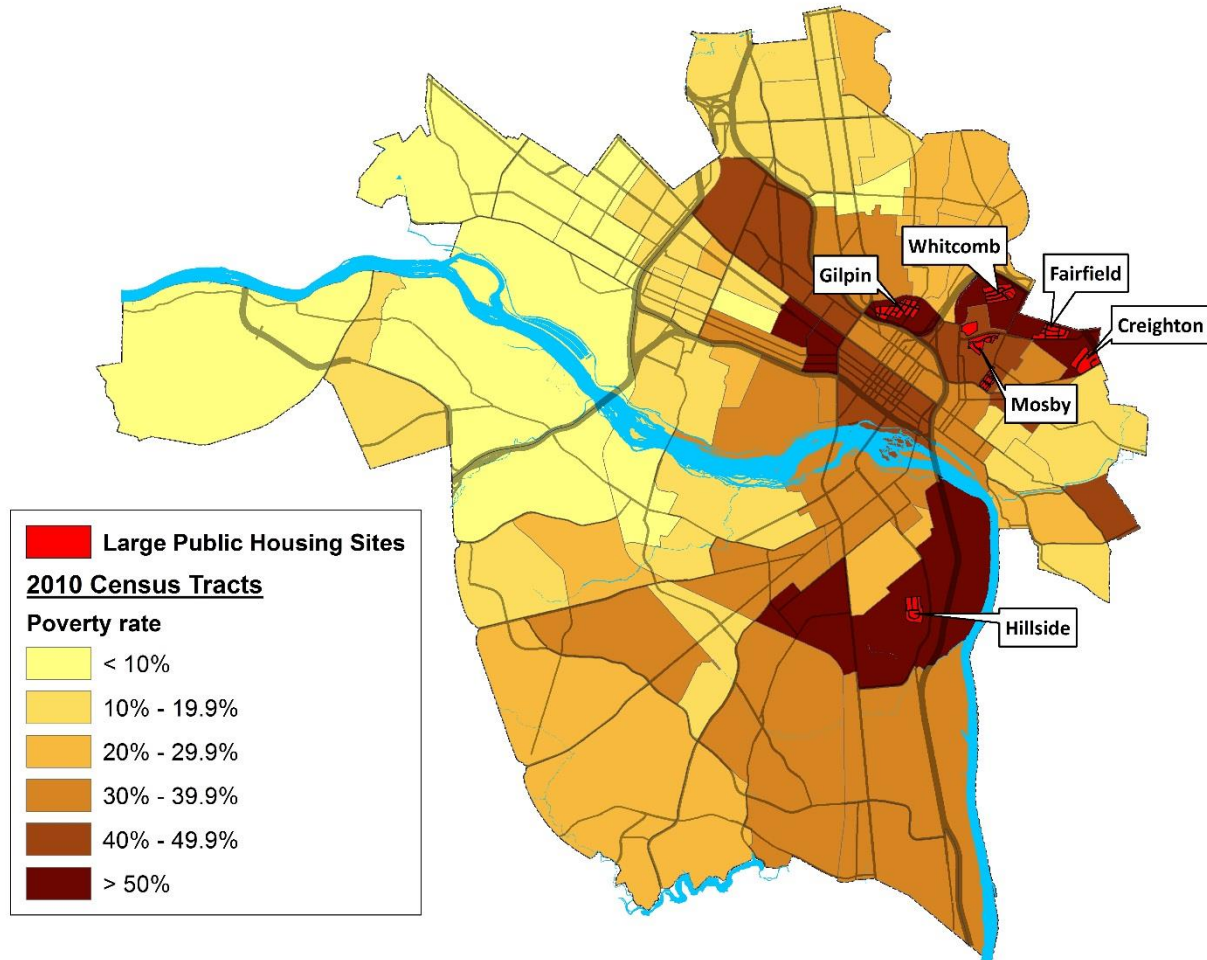 Whitcomb
Gilpin
Fairfield
Creighton
Mosby
Hillside
Large Public Housing Sites
2010 Census Tracts
Poverty rate
< 10%
10% - 19.9%
20% - 29.9%
30% - 39.9%
40% - 49.9%
> 50%